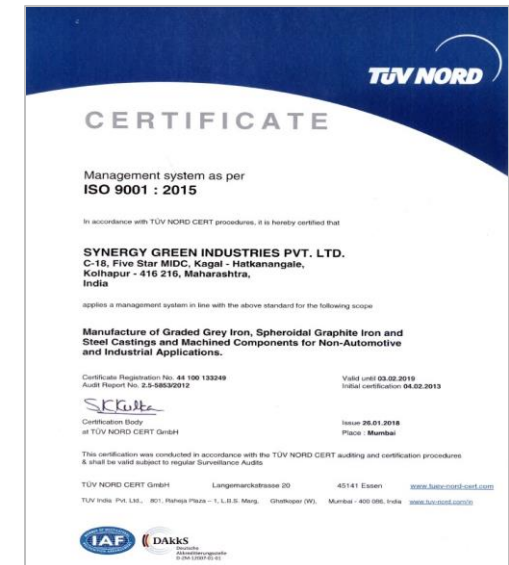 TÜV NORD
CERTIFICATE
Management system as per
ISO 9001 : 2015
In accordance with TÜV NORD CERT procedures, it is hereby certified that
SYNERGY GREEN INDUSTRIES PVT. LTD.
C-18, Five Star MIDC, Kagal - Hatkanangale,
Kolhapur - 416 216, Maharashtra,
India
applies a management system in line with the above standard for the following scope
Manufacture of Graded Grey Iron, Spheroidal Graphite Iron and
Steel Castings and Machined Components for Non-Automotive
and Industrial Applications.
Certificate Registration No. 44 100 133249 Valid until 03.02.2019
Audit Report No. 2.5-5853/2012 Initial certification 04.02.2013
Certification Body Issue 26.01.2018
at TÜV NORD CERT GmbH Place : Mumbai
This certification was conducted in accordance with the TÜV NORD CERT auditing and certification procedures
& shall be valid subject to regular Surveillance Audits
TÜV NORD CERT GmbH Langemarckstrasse 20 45141 Essen www.tuev-nord-cert.com
TÜV India Pvt. Ltd., 801, Raheja Plaza – 1, L.B.S. Marg, Ghatkopar (W), Mumbai - 400 086, India www.tuv-nord.com/in
IAF DAkkS
Deutsche
Akkreditierungsstelle
D-ZM-12007-01-01